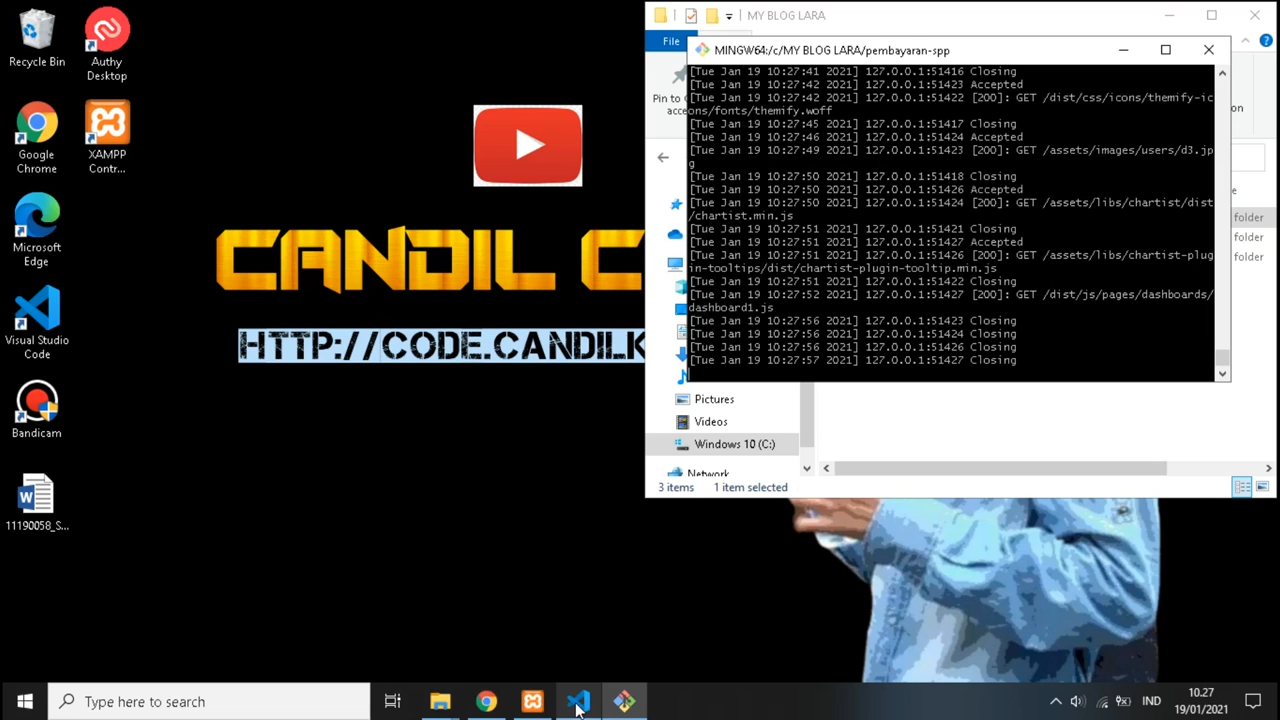 Recycle Bin
Authy
Desktop
Google
Chrome
XAMPP
Contr...
Microsoft
Edge
Visual Studio
Code
Bandicam
W
11190058_S...
CANDIL C
HTTP://CODE.CANDILK
MY BLOG LARA
File
Pin to
acce
on
e
folder
folder
folder
MINGW64:/c/MY BLOG LARA/pembayaran-spp
[Tue Jan 19 10:27:41 2021] 127.0.0.1:51416 Closing
[Tue Jan 19 10:27:42 2021] 127.0.0.1:51423 Accepted
[Tue Jan 19 10:27:42 2021] 127.0.0.1:51422 [200]: GET /dist/css/icons/themify-ic
ons/fonts/themify.woff
[Tue Jan 19 10:27:45 2021] 127.0.0.1:51417 Closing
[Tue Jan 19 10:27:46 2021] 127.0.0.1:51424 Accepted
[Tue Jan 19 10:27:49 2021] 127.0.0.1:51423 [200]: GET /assets/images/users/d3.jp
g
[Tue Jan 19 10:27:50 2021] 127.0.0.1:51418 Closing
[Tue Jan 19 10:27:50 2021] 127.0.0.1:51426 Accepted
[Tue Jan 19 10:27:50 2021] 127.0.0.1:51424 [200]: GET /assets/libs/chartist/dist
/chartist.min.js
[Tue Jan 19 10:27:51 2021] 127.0.0.1:51421 Closing
[Tue Jan 19 10:27:51 2021] 127.0.0.1:51427 Accepted
[Tue Jan 19 10:27:51 2021] 127.0.0.1:51426 [200]: GET /assets/libs/chartist-plug
in-tooltips/dist/chartist-plugin-tooltip.min.js
[Tue Jan 19 10:27:51 2021] 127.0.0.1:51422 Closing
[Tue Jan 19 10:27:52 2021] 127.0.0.1:51427 [200]: GET /dist/js/pages/dashboards/
dashboard1.js
[Tue Jan 19 10:27:56 2021] 127.0.0.1:51423 Closing
[Tue Jan 19 10:27:56 2021] 127.0.0.1:51424 Closing
[Tue Jan 19 10:27:56 2021] 127.0.0.1:51426 Closing
[Tue Jan 19 10:27:57 2021] 127.0.0.1:51427 Closing
Pictures
Videos
Windows 10 (C:)
Network
3 items 1 item selected
Type here to search
IND
10.27
19/01/2021